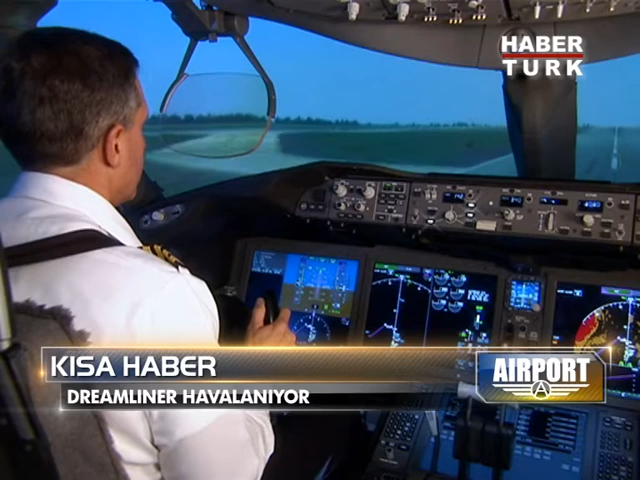 HABER
TURK
KISA HABER
AIRPORT
DREAMLINER HAVALANIYOR